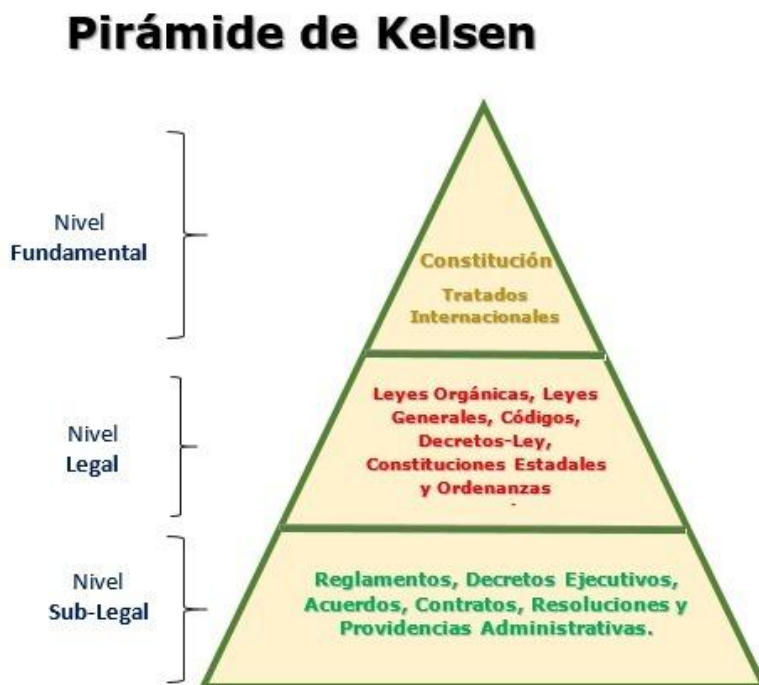 Pirámide de Kelsen
Nivel
Fundamental
Constitución
Tratados
Internacionales
Nivel
Legal
Leyes Orgánicas, Leyes
Generales, Códigos,
Decretos-Ley,
Constituciones Estadales
y Ordenanzas
Nivel
Sub-Legal
Reglamentos, Decretos Ejecutivos,
Acuerdos, Contratos, Resoluciones y
Providencias Administrativas.